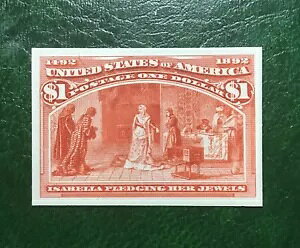 1492 1892
UNITED STATES OF AMERICA
POSTAGE ONE DOLLAR
$1 $1
ISABELLA PLEDGING HER JEWELS